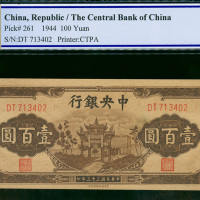 China, Republic / The Central Bank of China
Pick# 261 1944 100 Yuan
S/N:DT 713402 Printer:CTPA
行銀央中
DT 713402 DT 713402
圓百壹 圓百壹